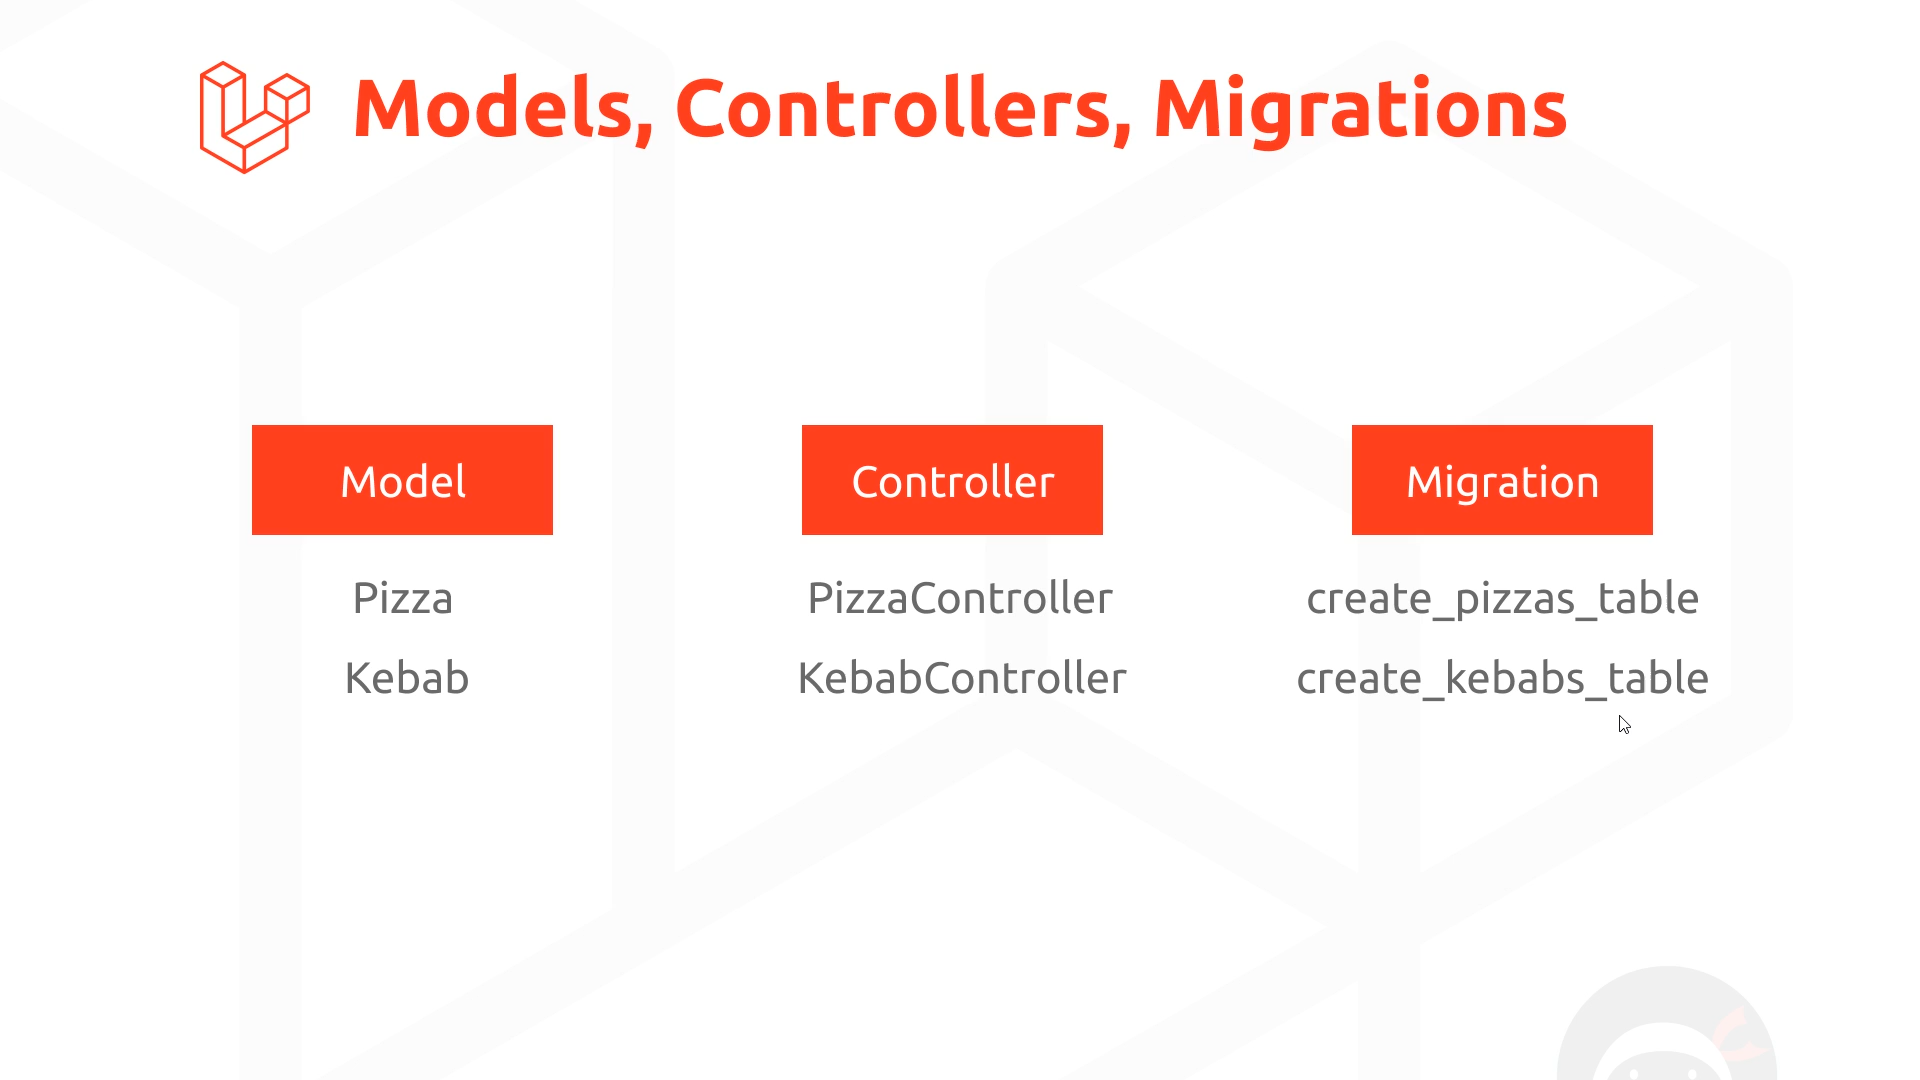 Models, Controllers, Migrations
Model
Controller
Migration
Pizza
PizzaController
create_pizzas_table
Kebab
KebabController
create_kebabs_table